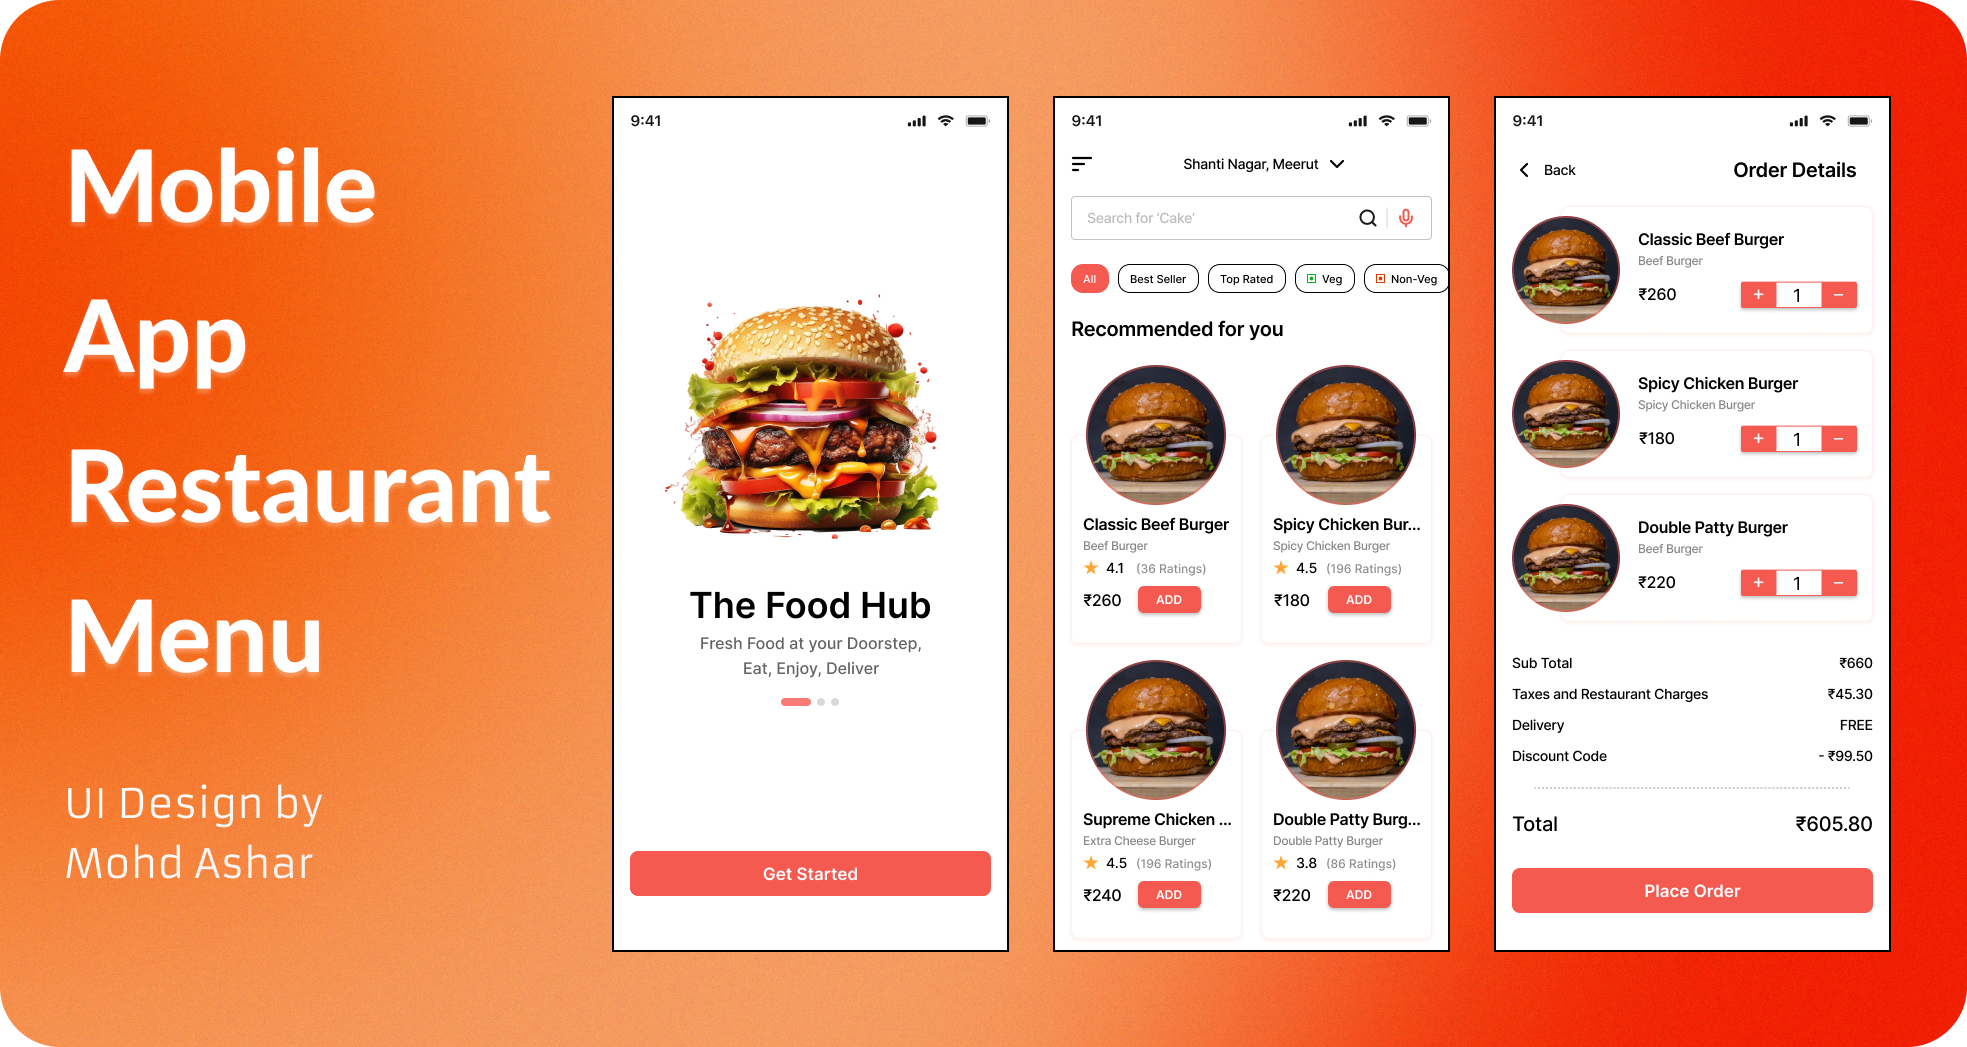 Mobile
App
Restaurant
Menu
UI Design by
Mohd Ashar
9:41
The Food Hub
Fresh Food at your Doorstep,
Eat, Enjoy, Deliver
Get Started
9:41
Shanti Nagar, Meerut
Search for ‘Cake’
All Best Seller Top Rated Veg Non-Veg
Recommended for you
Classic Beef Burger
Beef Burger
4.1 (36 Ratings)
₹260 ADD
Spicy Chicken Bur...
Spicy Chicken Burger
4.5 (196 Ratings)
₹180 ADD
Supreme Chicken ...
Extra Cheese Burger
4.5 (196 Ratings)
₹240 ADD
Double Patty Burg...
Double Patty Burger
3.8 (86 Ratings)
₹220 ADD
9:41
Back Order Details
Classic Beef Burger
Beef Burger
₹260 + 1 −
Spicy Chicken Burger
Spicy Chicken Burger
₹180 + 1 −
Double Patty Burger
Beef Burger
₹220 + 1 −
Sub Total ₹660
Taxes and Restaurant Charges ₹45.30
Delivery FREE
Discount Code - ₹99.50
Total ₹605.80
Place Order